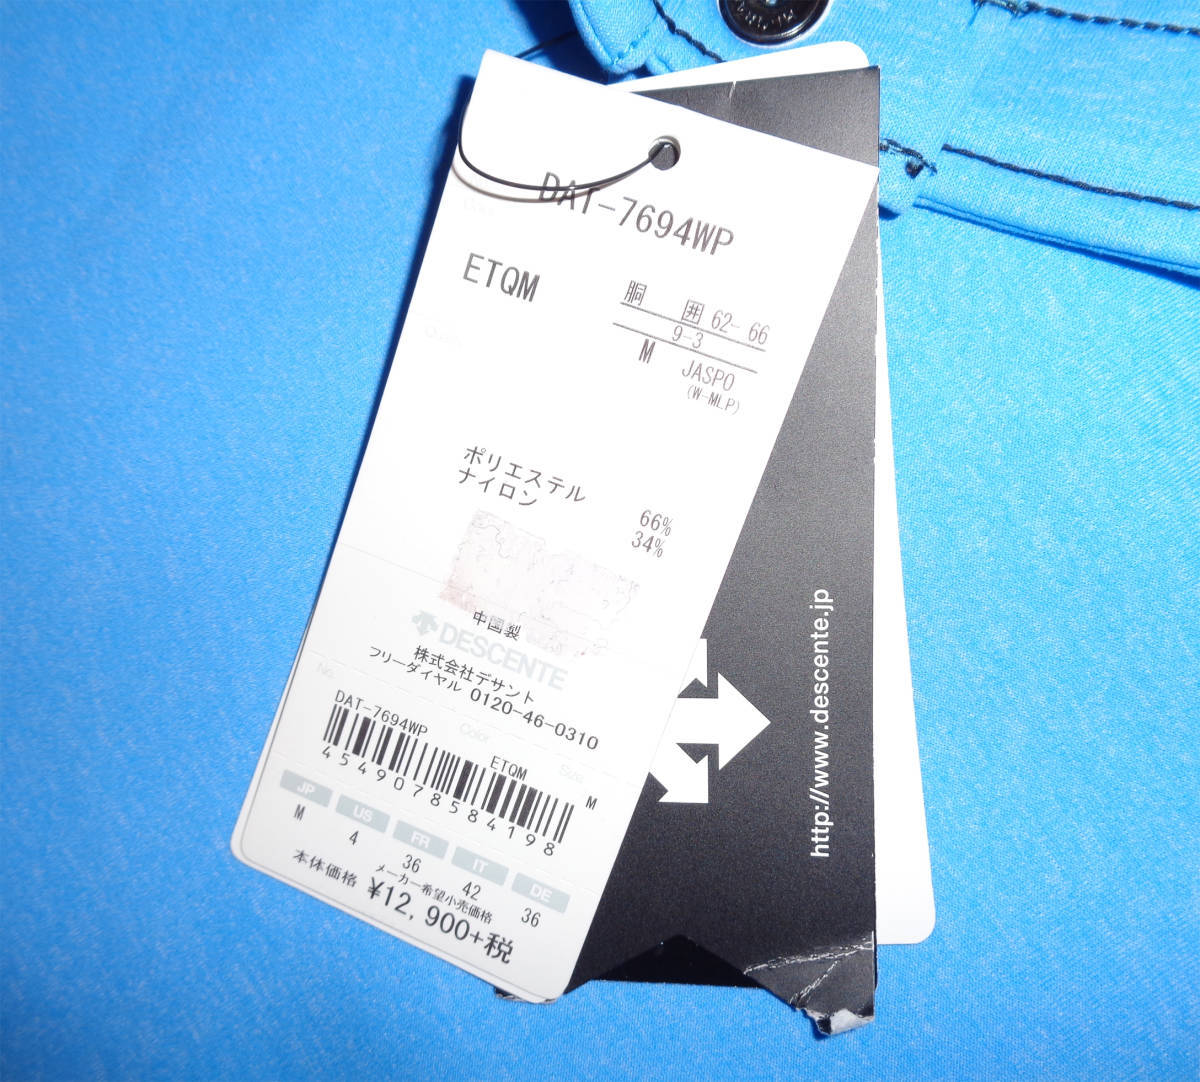 DAT-7694WP
Color
ETQM
胴 囲 62- 66
9-3
M JASPO
(W-MLP)
ポリエステル 66%
ナイロン 34%
中国製
DESCENTE
株式会社デサント
フリーダイヤル 0120-46-0310
No.
DAT-7694WP
Color
ETQM
Size
M
4549078584198
JP US FR IT DE
M 4 36 42 36
メーカー希望小売価格
本体価格 ¥12,900+税
http://www.descente.jp